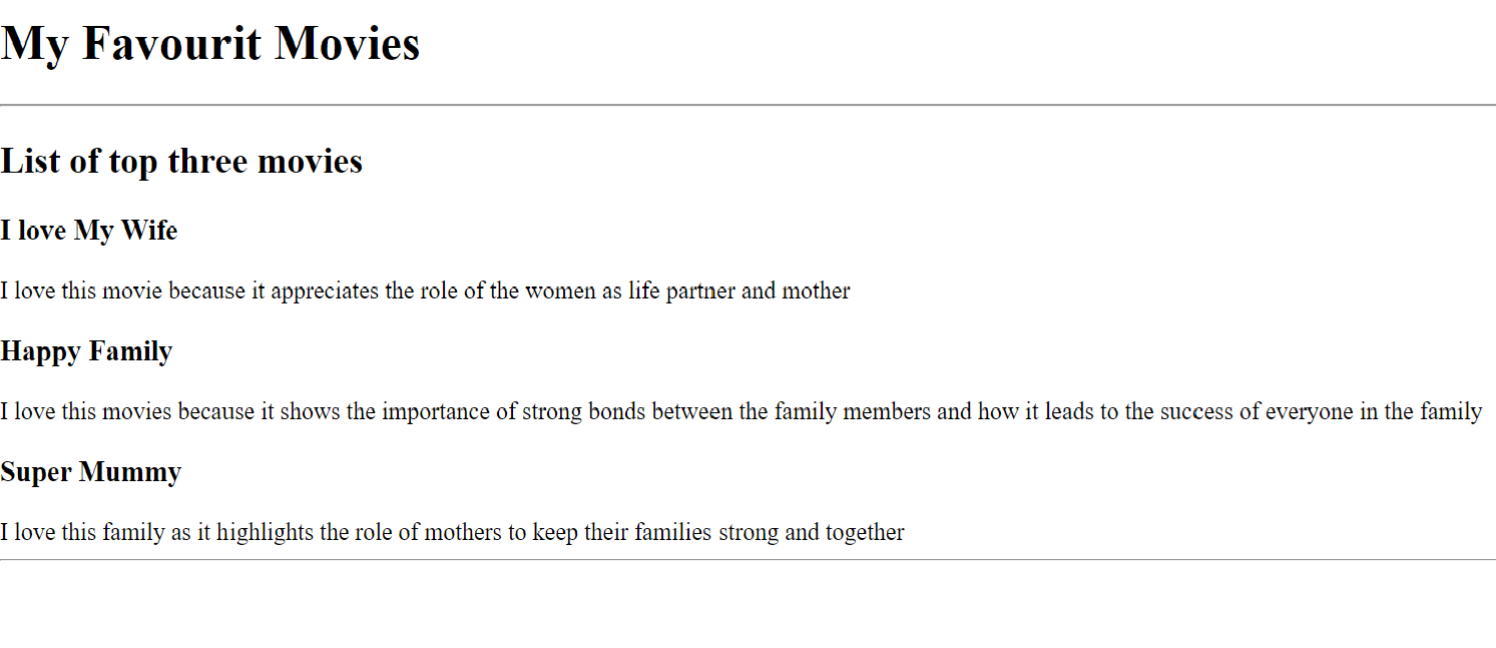 My Favourit Movies
List of top three movies
I love My Wife
I love this movie because it appreciates the role of the women as life partner and mother
Happy Family
I love this movies because it shows the importance of strong bonds between the family members and how it leads to the success of everyone in the family
Super Mummy
I love this family as it highlights the role of mothers to keep their families strong and together